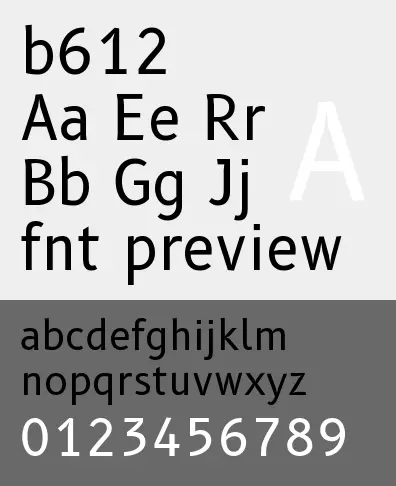 b612
Aa Ee Rr
A
Bb Gg Jj
fnt preview
abcdefghijklm
nopqrstuvwxyz
0123456789